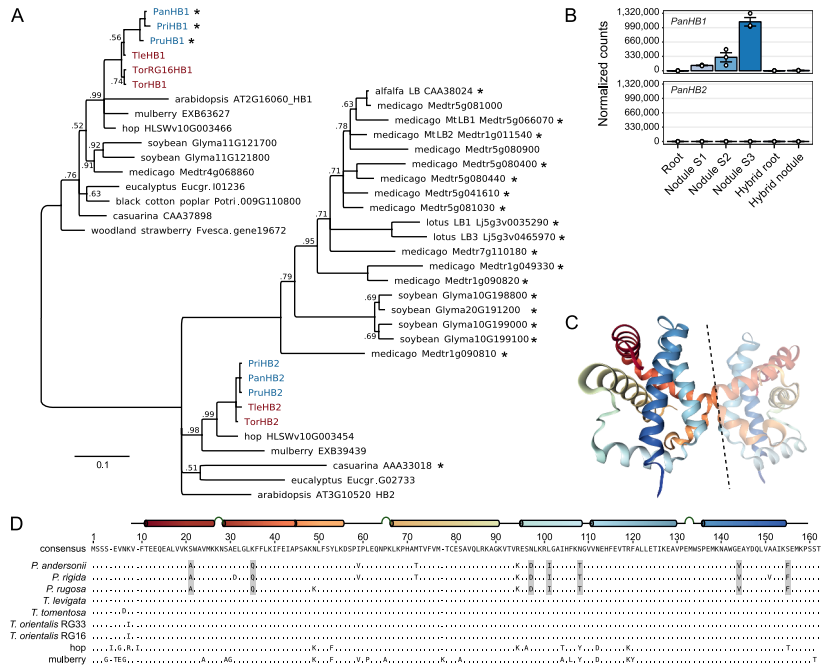 A
PanHB1 *
PriHB1 *
PruHB1 *
TleHB1
TorRG16HB1
TorHB1
.56
.74
.99
.52
arabidopsis AT2G16060_HB1
mulberry EXB63627
hop HLSWv10G003466
soybean Glyma11G121700
soybean Glyma11G121800
medicago Medtr4g068860
.92
.91
eucalyptus Eucgr.I01236
black cotton poplar Potri.009G110800
casuarina CAA37898
woodland strawberry Fvesca.gene19672
.76
.63
alfalfa LB CAA38024 *
medicago Medtr5g081000
medicago MtLB1 Medtr5g066070 *
medicago MtLB2 Medtr1g011540 *
medicago Medtr5g080900
medicago Medtr5g080400 *
medicago Medtr5g080440 *
medicago Medtr5g041610 *
medicago Medtr5g081030 *
lotus LB1 Lj5g3v0035290 *
lotus LB3 Lj5g3v0465970 *
medicago Medtr7g110180 *
medicago Medtr1g049330 *
medicago Medtr1g090820 *
soybean Glyma10G198800 *
soybean Glyma20G191200 *
soybean Glyma10G199000 *
soybean Glyma10G199100 *
medicago Medtr1g090810 *
.63
.78
.71
.71
.95
.79
.69
.69
PriHB2
PanHB2
PruHB2
TleHB2
TorHB2
hop HLSWv10G003454
mulberry EXB39439
casuarina AAA33018 *
eucalyptus Eucgr.G02733
arabidopsis AT3G10520 HB2
.99
.98
.51
0.1
B
Normalized counts
1,320,000
990,000
660,000
330,000
0
PanHB1
1,320,000
990,000
660,000
330,000
0
PanHB2
Root
Nodule S1
Nodule S2
Nodule S3
Hybrid root
Hybrid nodule
C
D
1 10 20 30 40 50 60 70 80 90 100 110 120 130 140 150 160
consensus
P. andersonii
P. rigida
P. rugosa
T. levigata
T. tomentosa
T. orientalis RG33
T. orientalis RG16
hop
mulberry